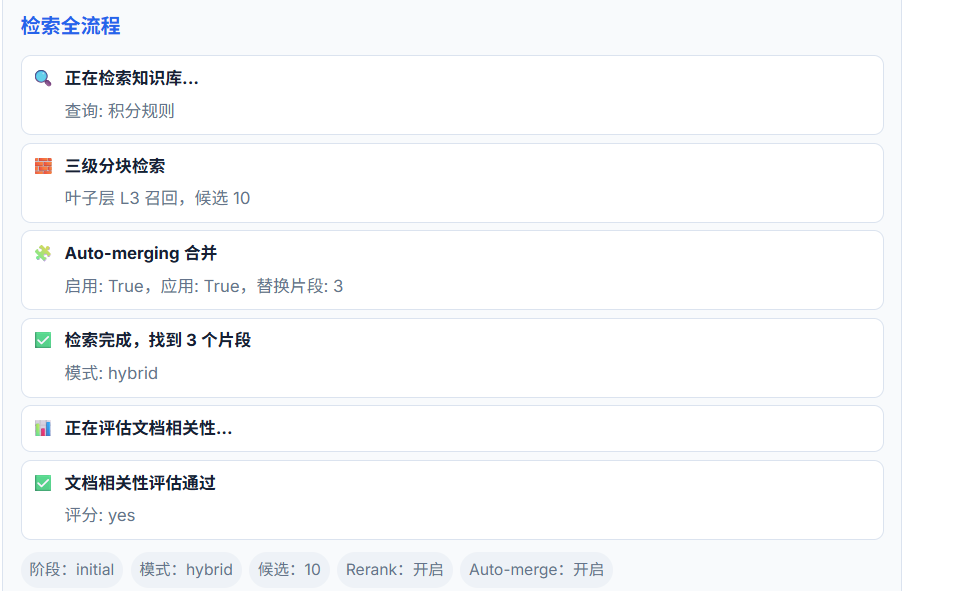 检索全流程
正在检索知识库...
查询: 积分规则
三级分块检索
叶子层 L3 召回，候选 10
Auto-merging 合并
启用: True，应用: True，替换片段: 3
检索完成，找到 3 个片段
模式: hybrid
正在评估文档相关性...
文档相关性评估通过
评分: yes
阶段：initial 模式：hybrid 候选：10 Rerank：开启 Auto-merge：开启